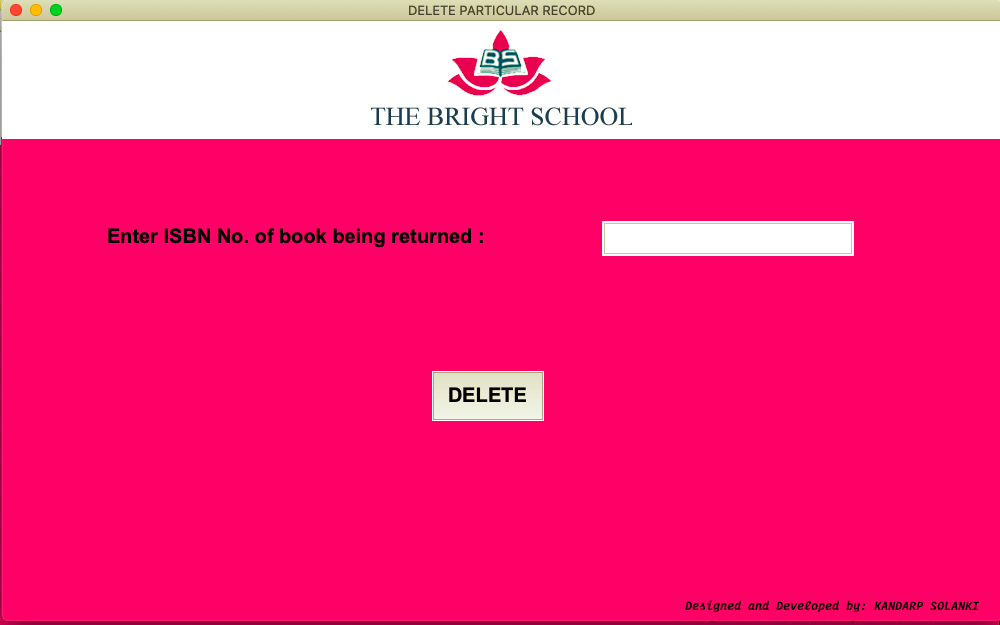 DELETE PARTICULAR RECORD
BS
THE BRIGHT SCHOOL
Enter ISBN No. of book being returned :
DELETE
Designed and Developed by: KANDARP SOLANKI